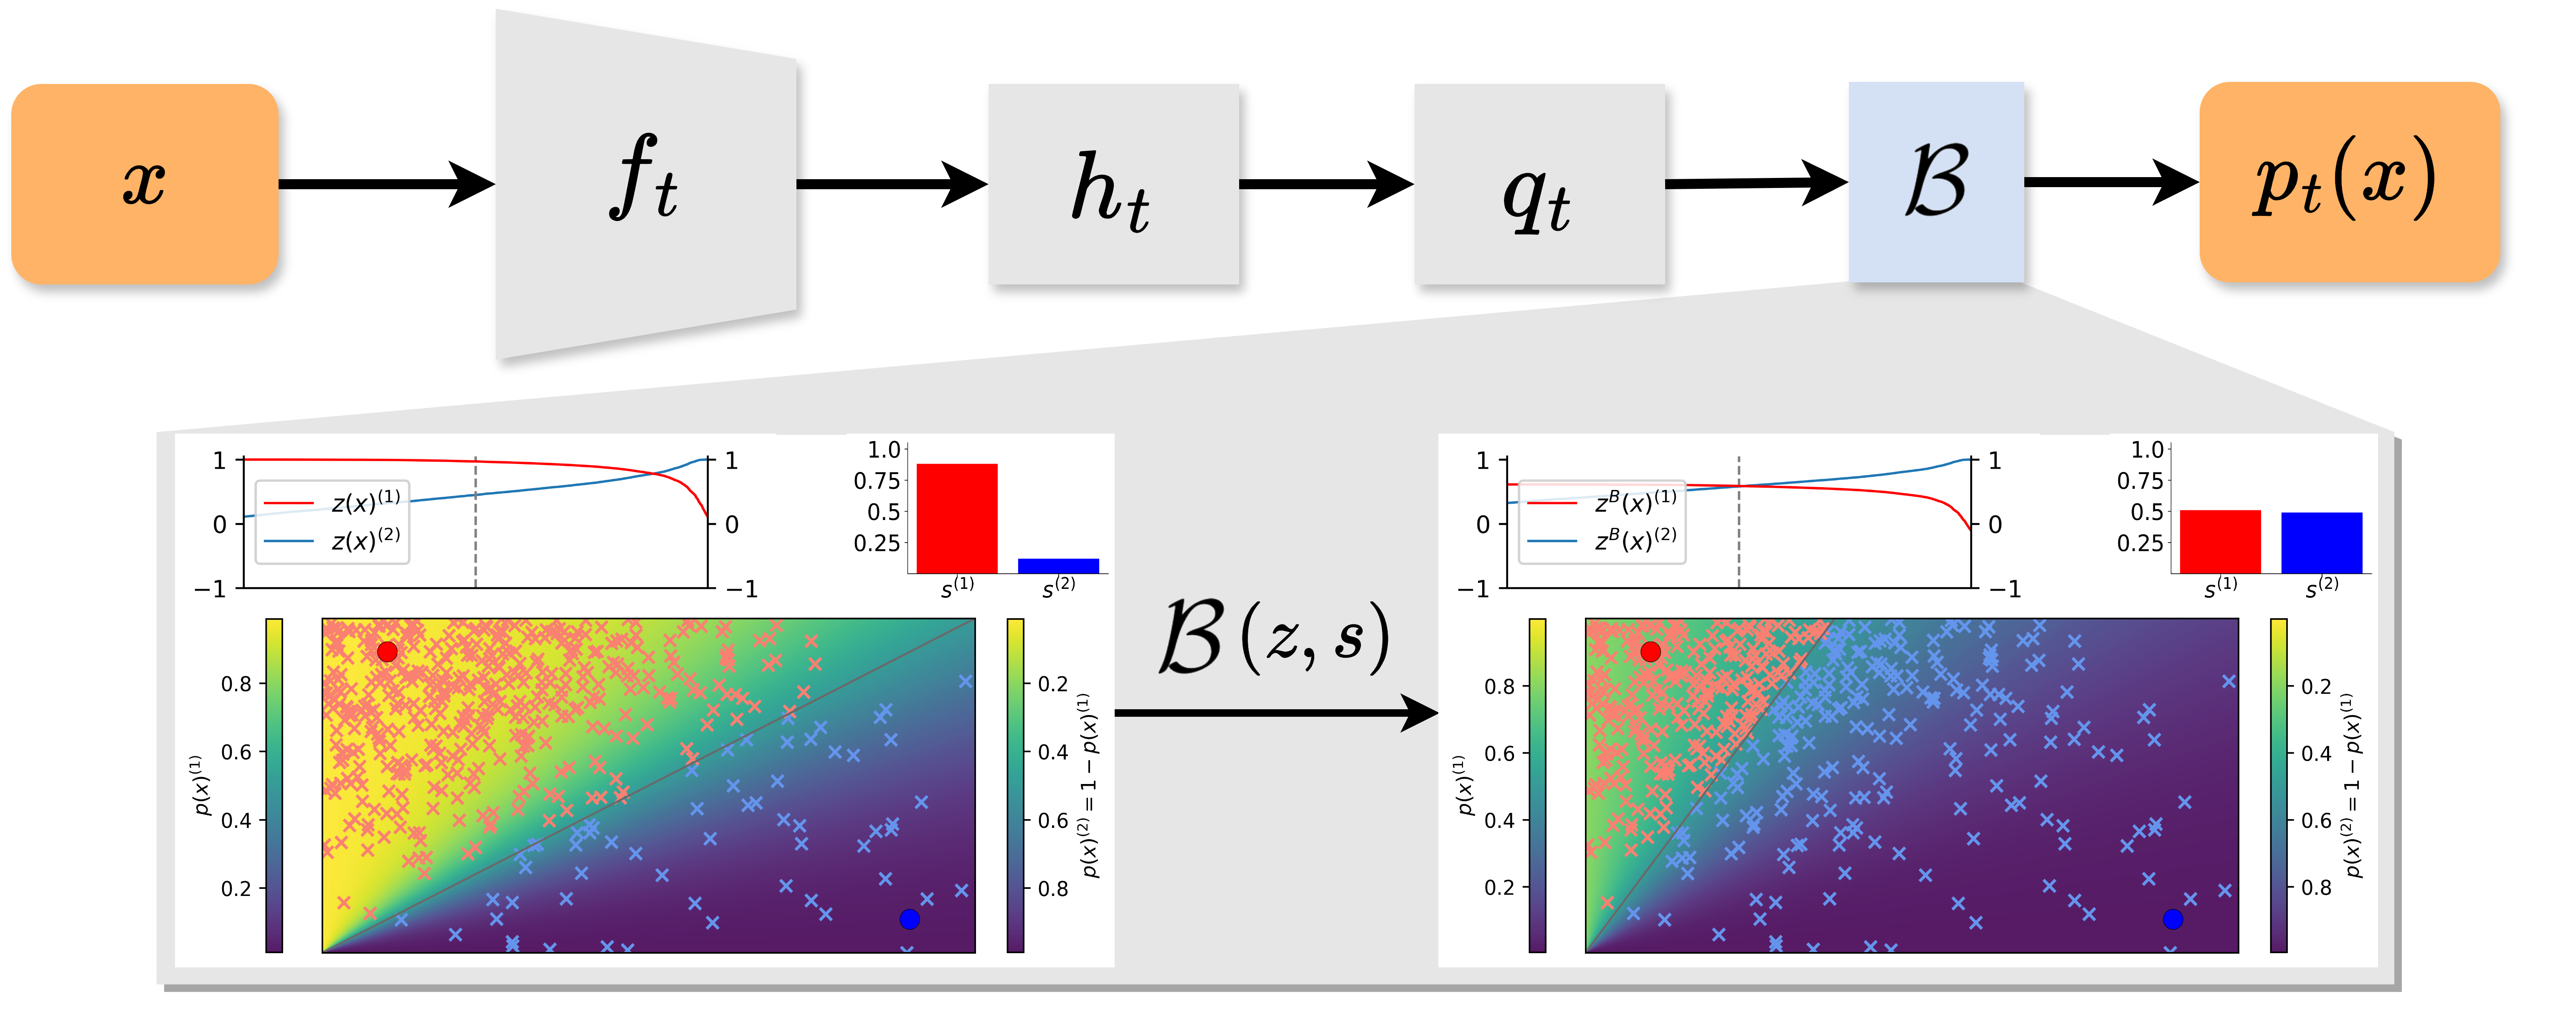 x
f_t
h_t
q_t
𝓑
p_t(x)
1
0
−1
z(x)^(1)
z(x)^(2)
1
0
−1
1.0
0.75
0.5
0.25
s^(1)
s^(2)
p(x)^(1)
0.8
0.6
0.4
0.2
0.2
0.4
0.6
0.8
p(x)^(2) = 1 − p(x)^(1)
𝓑(z, s)
1
0
−1
z^B(x)^(1)
z^B(x)^(2)
1
0
−1
1.0
0.75
0.5
0.25
s^(1)
s^(2)
p(x)^(1)
0.8
0.6
0.4
0.2
0.2
0.4
0.6
0.8
p(x)^(2) = 1 − p(x)^(1)